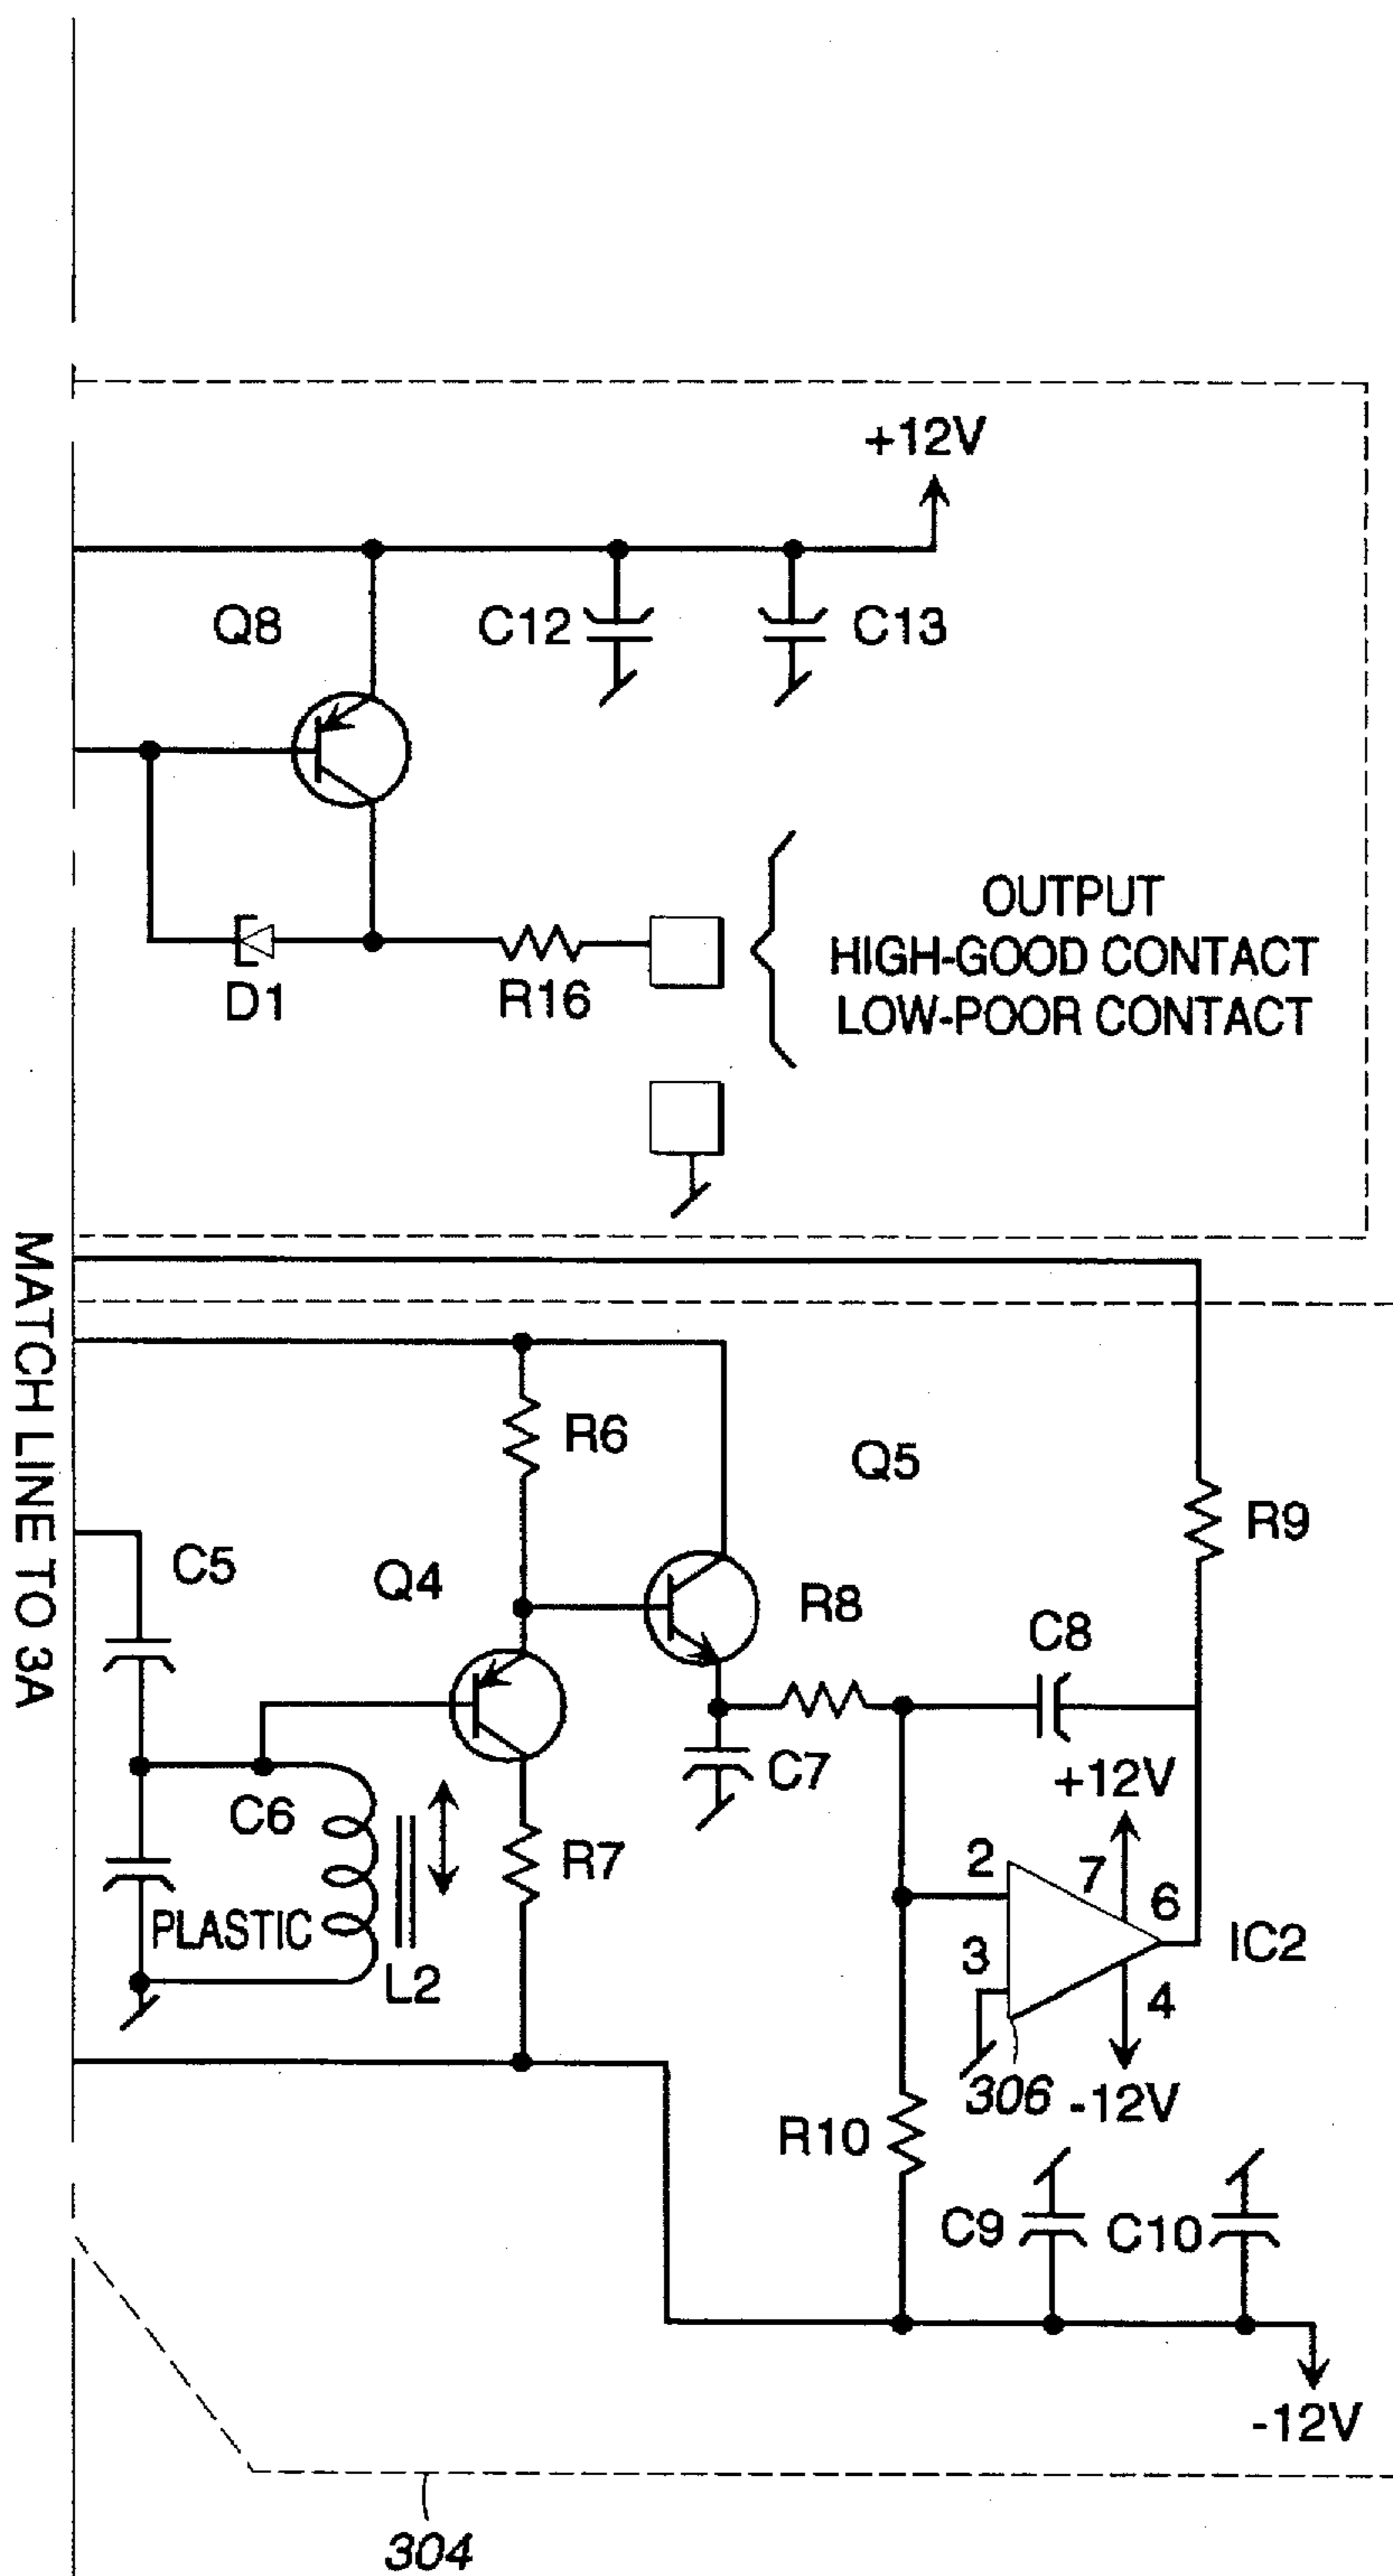 +12V
Q8
C12
C13
OUTPUT
HIGH-GOOD CONTACT
LOW-POOR CONTACT
D1
R16
MATCH LINE TO 3A
R6
Q5
R9
C5
Q4
R8
C8
C7
+12V
C6
R7
2
7
6
PLASTIC
L2
3
IC2
4
306
-12V
R10
C9
C10
-12V
304